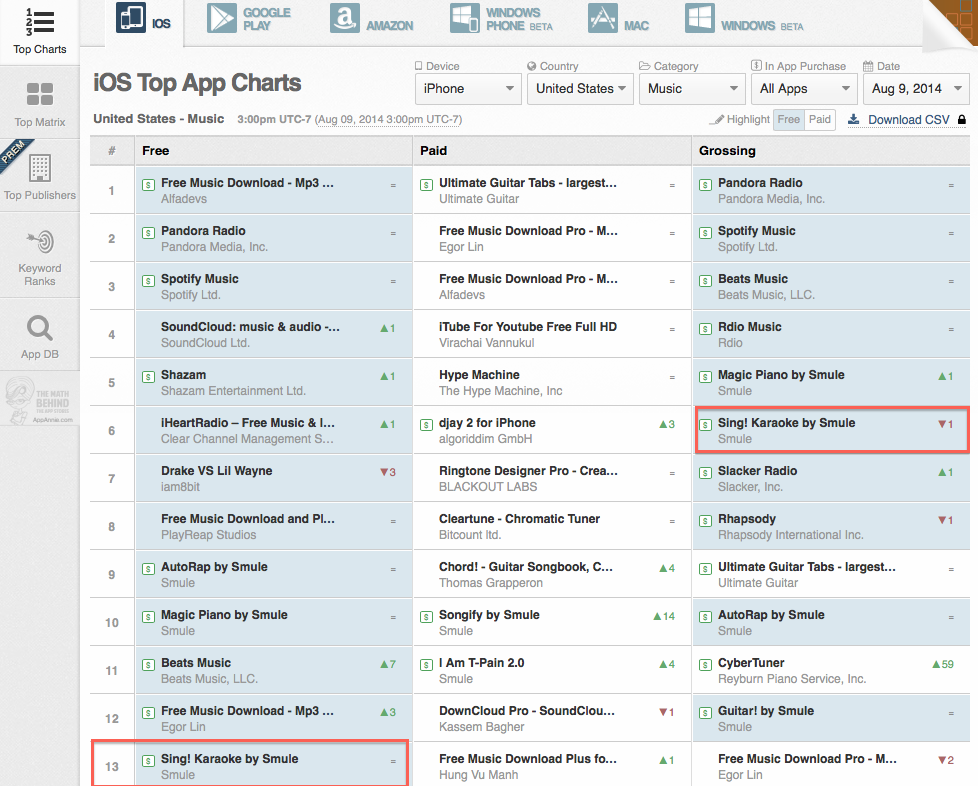 1
2
3
Top Charts
Top Matrix
PREM
Top Publishers
Keyword
Ranks
App DB
THE MATH
BEHIND
THE APP STORES
AppAnnie.com
iOS
GOOGLE
PLAY
AMAZON
WINDOWS
PHONE BETA
MAC
WINDOWS BETA
iOS Top App Charts
Device
iPhone
Country
United States
Category
Music
In App Purchase
All Apps
Date
Aug 9, 2014
United States - Music 3:00pm UTC-7 (Aug 09, 2014 3:00pm UTC-7)
Highlight Free Paid Download CSV
# Free Paid Grossing
1
$ Free Music Download - Mp3 ... =
Alfadevs
$ Ultimate Guitar Tabs - largest... =
Ultimate Guitar
$ Pandora Radio =
Pandora Media, Inc.
2
$ Pandora Radio =
Pandora Media, Inc.
Free Music Download Pro - M... =
Egor Lin
$ Spotify Music =
Spotify Ltd.
3
$ Spotify Music =
Spotify Ltd.
Free Music Download Pro - M... =
Alfadevs
$ Beats Music =
Beats Music, LLC.
4
SoundCloud: music & audio -... ▲1
SoundCloud Ltd.
iTube For Youtube Free Full HD =
Virachai Vannukul
$ Rdio Music =
Rdio
5
$ Shazam ▲1
Shazam Entertainment Ltd.
Hype Machine =
The Hype Machine, Inc
$ Magic Piano by Smule ▲1
Smule
6
iHeartRadio – Free Music & I... ▲1
Clear Channel Management S...
$ djay 2 for iPhone ▲3
algoriddim GmbH
$ Sing! Karaoke by Smule ▼1
Smule
7
Drake VS Lil Wayne ▼3
iam8bit
Ringtone Designer Pro - Crea... =
BLACKOUT LABS
$ Slacker Radio ▲1
Slacker, Inc.
8
Free Music Download and Pl... =
PlayReap Studios
Cleartune - Chromatic Tuner =
Bitcount ltd.
$ Rhapsody ▼1
Rhapsody International Inc.
9
$ AutoRap by Smule =
Smule
Chord! - Guitar Songbook, C... ▲4
Thomas Grapperon
$ Ultimate Guitar Tabs - largest... =
Ultimate Guitar
10
$ Magic Piano by Smule =
Smule
$ Songify by Smule ▲14
Smule
$ AutoRap by Smule =
Smule
11
$ Beats Music ▲7
Beats Music, LLC.
$ I Am T-Pain 2.0 ▲4
Smule
$ CyberTuner ▲59
Reyburn Piano Service, Inc.
12
$ Free Music Download - Mp3 ... ▲3
Egor Lin
DownCloud Pro - SoundClou... ▼1
Kassem Bagher
$ Guitar! by Smule =
Smule
13
$ Sing! Karaoke by Smule =
Smule
Free Music Download Plus fo... ▲1
Hung Vu Manh
Free Music Download Pro - M... ▼2
Egor Lin